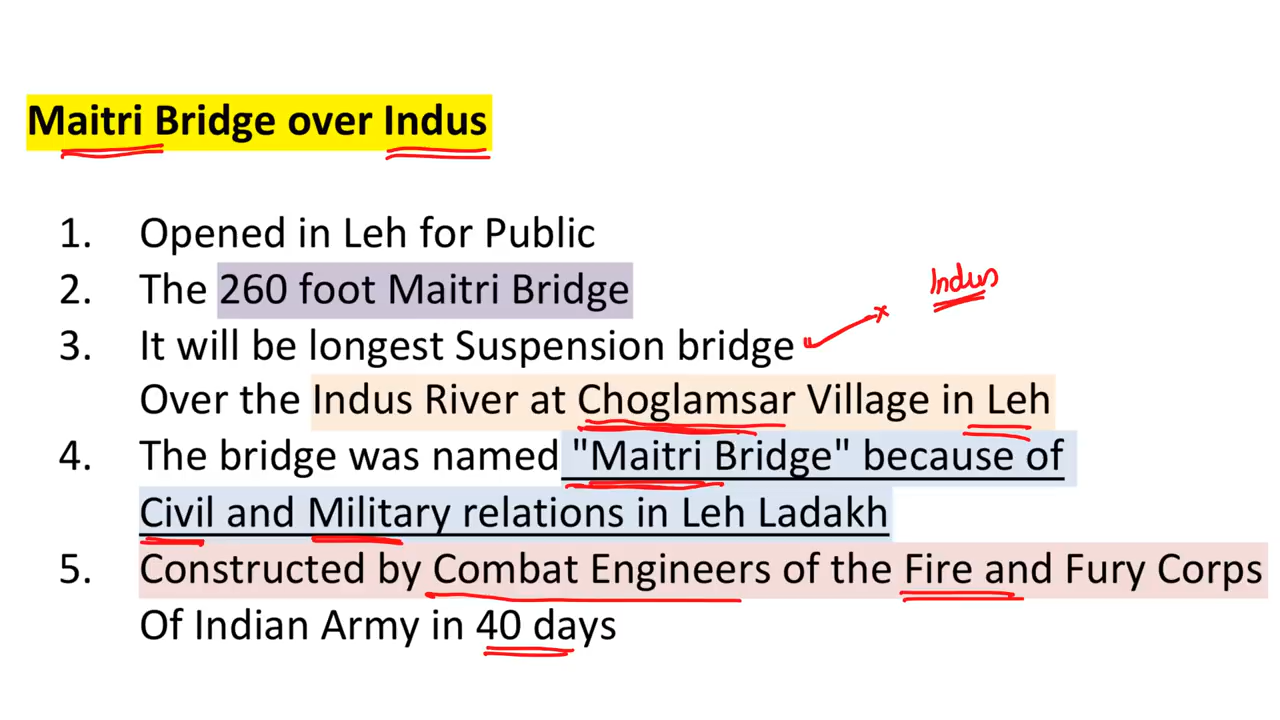 Maitri Bridge over Indus
1. Opened in Leh for Public
2. The 260 foot Maitri Bridge
Indus
3. It will be longest Suspension bridge
Over the Indus River at Choglamsar Village in Leh
4. The bridge was named "Maitri Bridge" because of
Civil and Military relations in Leh Ladakh
5. Constructed by Combat Engineers of the Fire and Fury Corps
Of Indian Army in 40 days